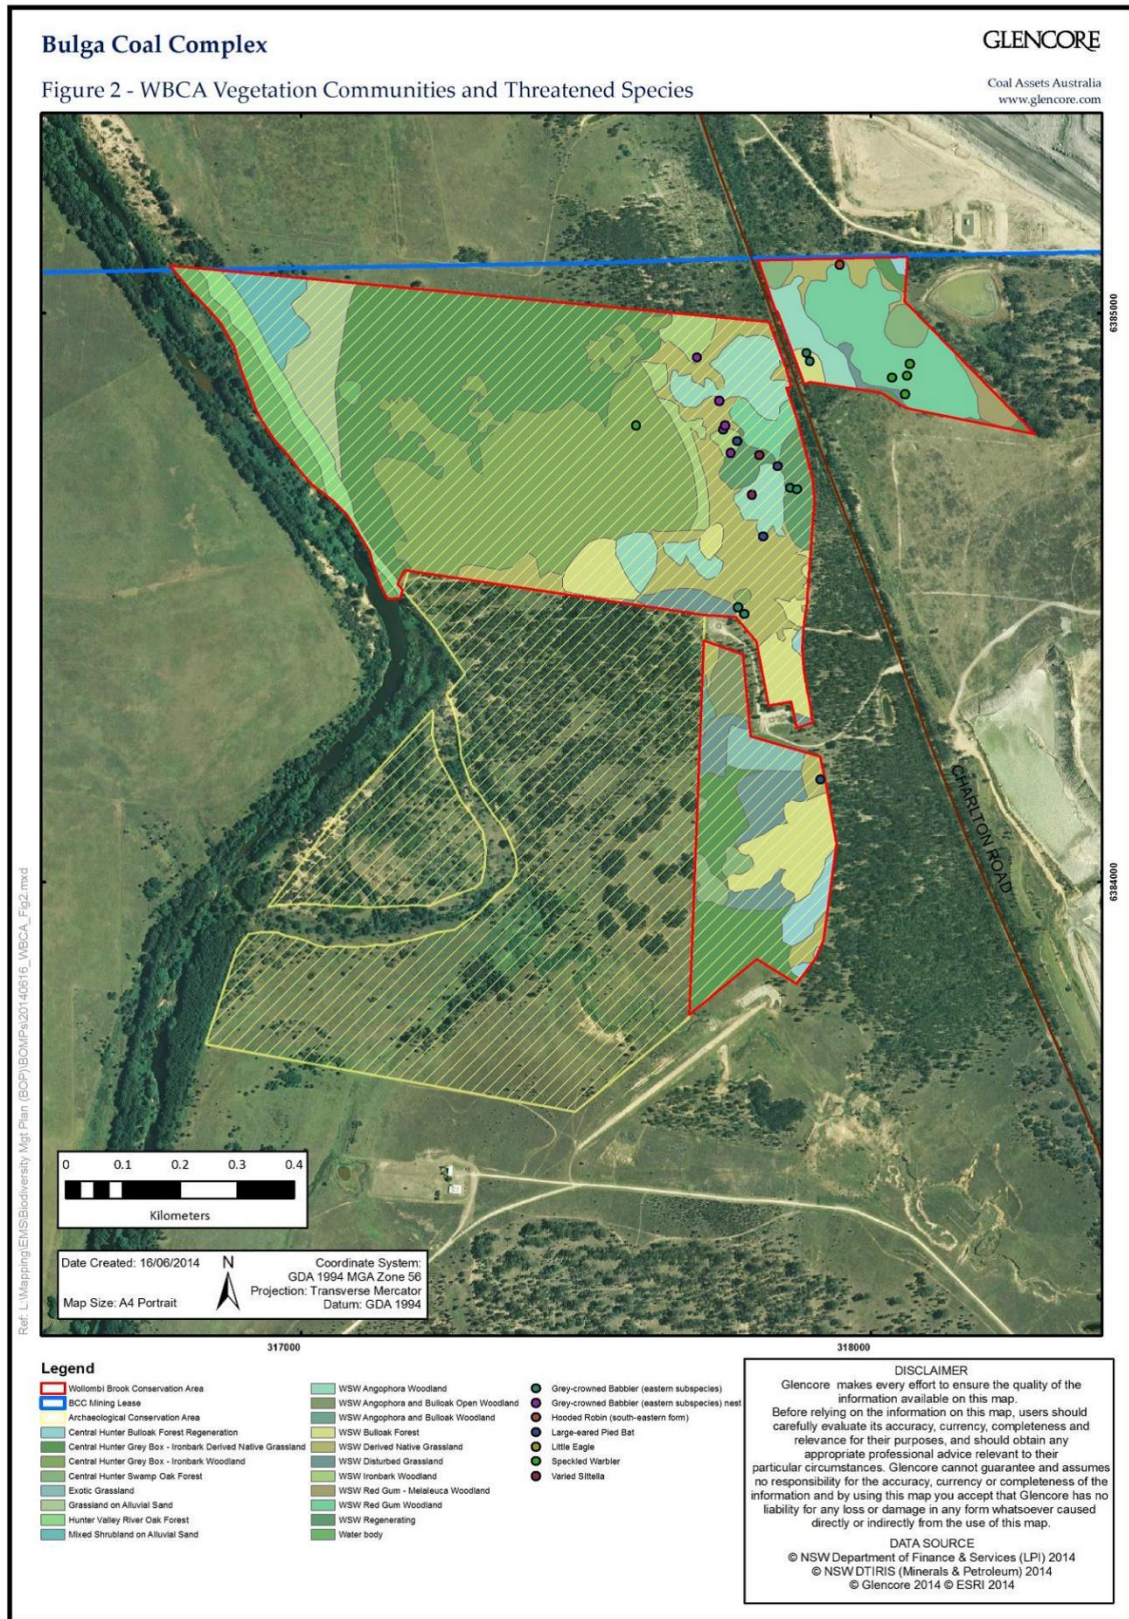 Bulga Coal Complex
GLENCORE
Figure 2 - WBCA Vegetation Communities and Threatened Species
Coal Assets Australia
www.glencore.com
6385000
6384000
CHARLTON ROAD
Ref: L:\Mapping\EMS\Biodiversity Mgt Plan (BOP)\BOMPs\20140616_WBCA_Fig2.mxd
0 0.1 0.2 0.3 0.4
Kilometers
Date Created: 16/06/2014
Map Size: A4 Portrait
N
Coordinate System:
GDA 1994 MGA Zone 56
Projection: Transverse Mercator
Datum: GDA 1994
317000
318000
Legend
Wollombi Brook Conservation Area
BCC Mining Lease
Archaeological Conservation Area
Central Hunter Bulloak Forest Regeneration
Central Hunter Grey Box - Ironbark Derived Native Grassland
Central Hunter Grey Box - Ironbark Woodland
Central Hunter Swamp Oak Forest
Exotic Grassland
Grassland on Alluvial Sand
Hunter Valley River Oak Forest
Mixed Shrubland on Alluvial Sand
WSW Angophora Woodland
WSW Angophora and Bulloak Open Woodland
WSW Angophora and Bulloak Woodland
WSW Bulloak Forest
WSW Derived Native Grassland
WSW Disturbed Grassland
WSW Ironbark Woodland
WSW Red Gum - Melaleuca Woodland
WSW Red Gum Woodland
WSW Regenerating
Water body
Grey-crowned Babbler (eastern subspecies)
Grey-crowned Babbler (eastern subspecies) nest
Hooded Robin (south-eastern form)
Large-eared Pied Bat
Little Eagle
Speckled Warbler
Varied Sittella
DISCLAIMER
Glencore makes every effort to ensure the quality of the
information available on this map.
Before relying on the information on this map, users should
carefully evaluate its accuracy, currency, completeness and
relevance for their purposes, and should obtain any
appropriate professional advice relevant to their
particular circumstances. Glencore cannot guarantee and assumes
no responsibility for the accuracy, currency or completeness of the
information and by using this map you accept that Glencore has no
liability for any loss or damage in any form whatsoever caused
directly or indirectly from the use of this map.
DATA SOURCE
© NSW Department of Finance & Services (LPI) 2014
© NSW DTIRIS (Minerals & Petroleum) 2014
© Glencore 2014 © ESRI 2014